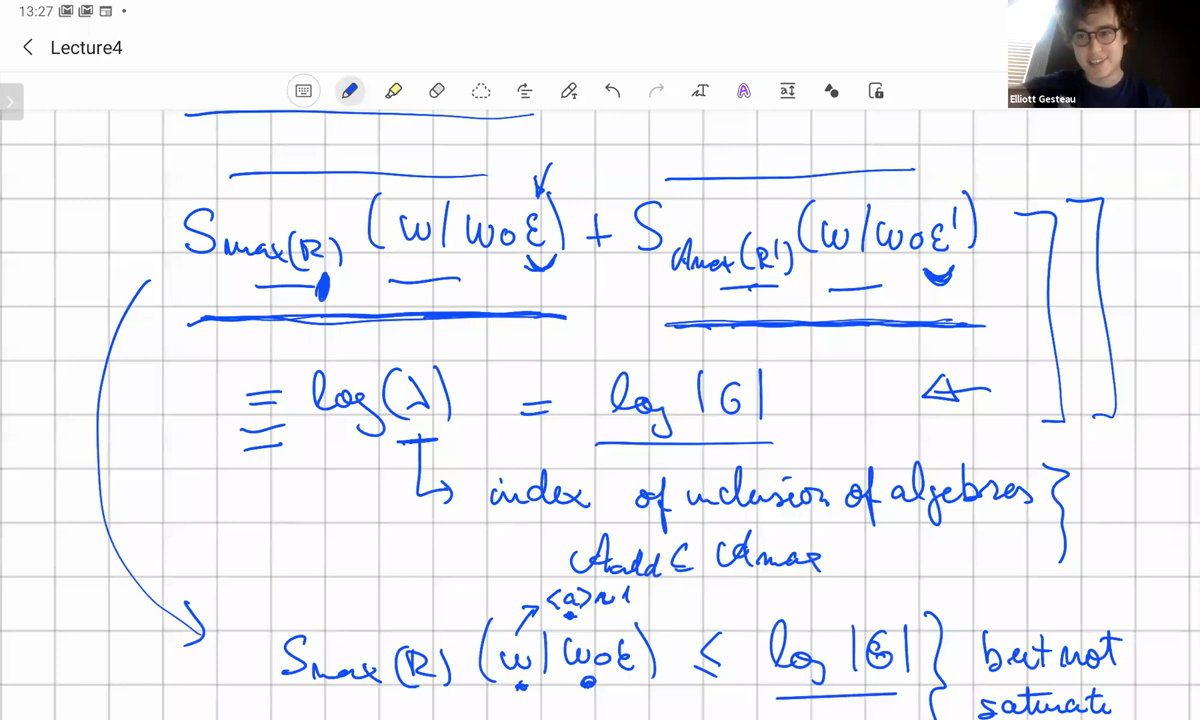 13:27
Lecture4
Elliott Gesteau
S_max(R) (ω | ω∘ε) + S_Amax(R') (ω | ω∘ε')
= log(λ) = log |G|
index of inclusion of algebras
Aadd ⊂ Amax
<a>~1
S_max(R) (ω | ω∘ε) ≤ log |G| } but not
saturate